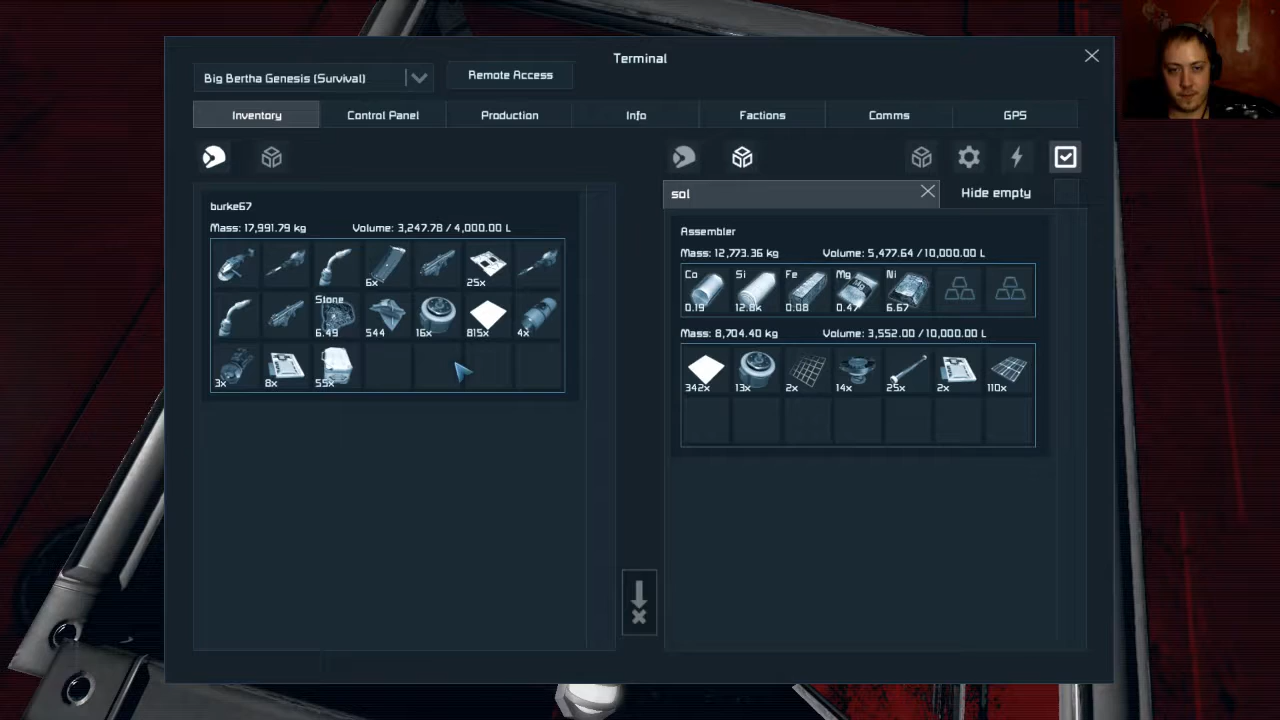 Terminal
Big Bertha Genesis (Survival)
Remote Access
Inventory
Control Panel
Production
Info
Factions
Comms
GPS
sol
Hide empty
burke67
Mass: 17,991.79 kg Volume: 3,247.78 / 4,000.00 L
6x
25x
Stone
6.49
544
16x
815x
4x
3x
8x
55x
Assembler
Mass: 12,773.36 kg Volume: 5,477.64 / 10,000.00 L
Co
Si
Fe
Mg
Ni
0.19
12.8k
0.08
0.47
6.67
Mass: 8,704.40 kg Volume: 3,552.00 / 10,000.00 L
342x
13x
2x
14x
25x
2x
110x